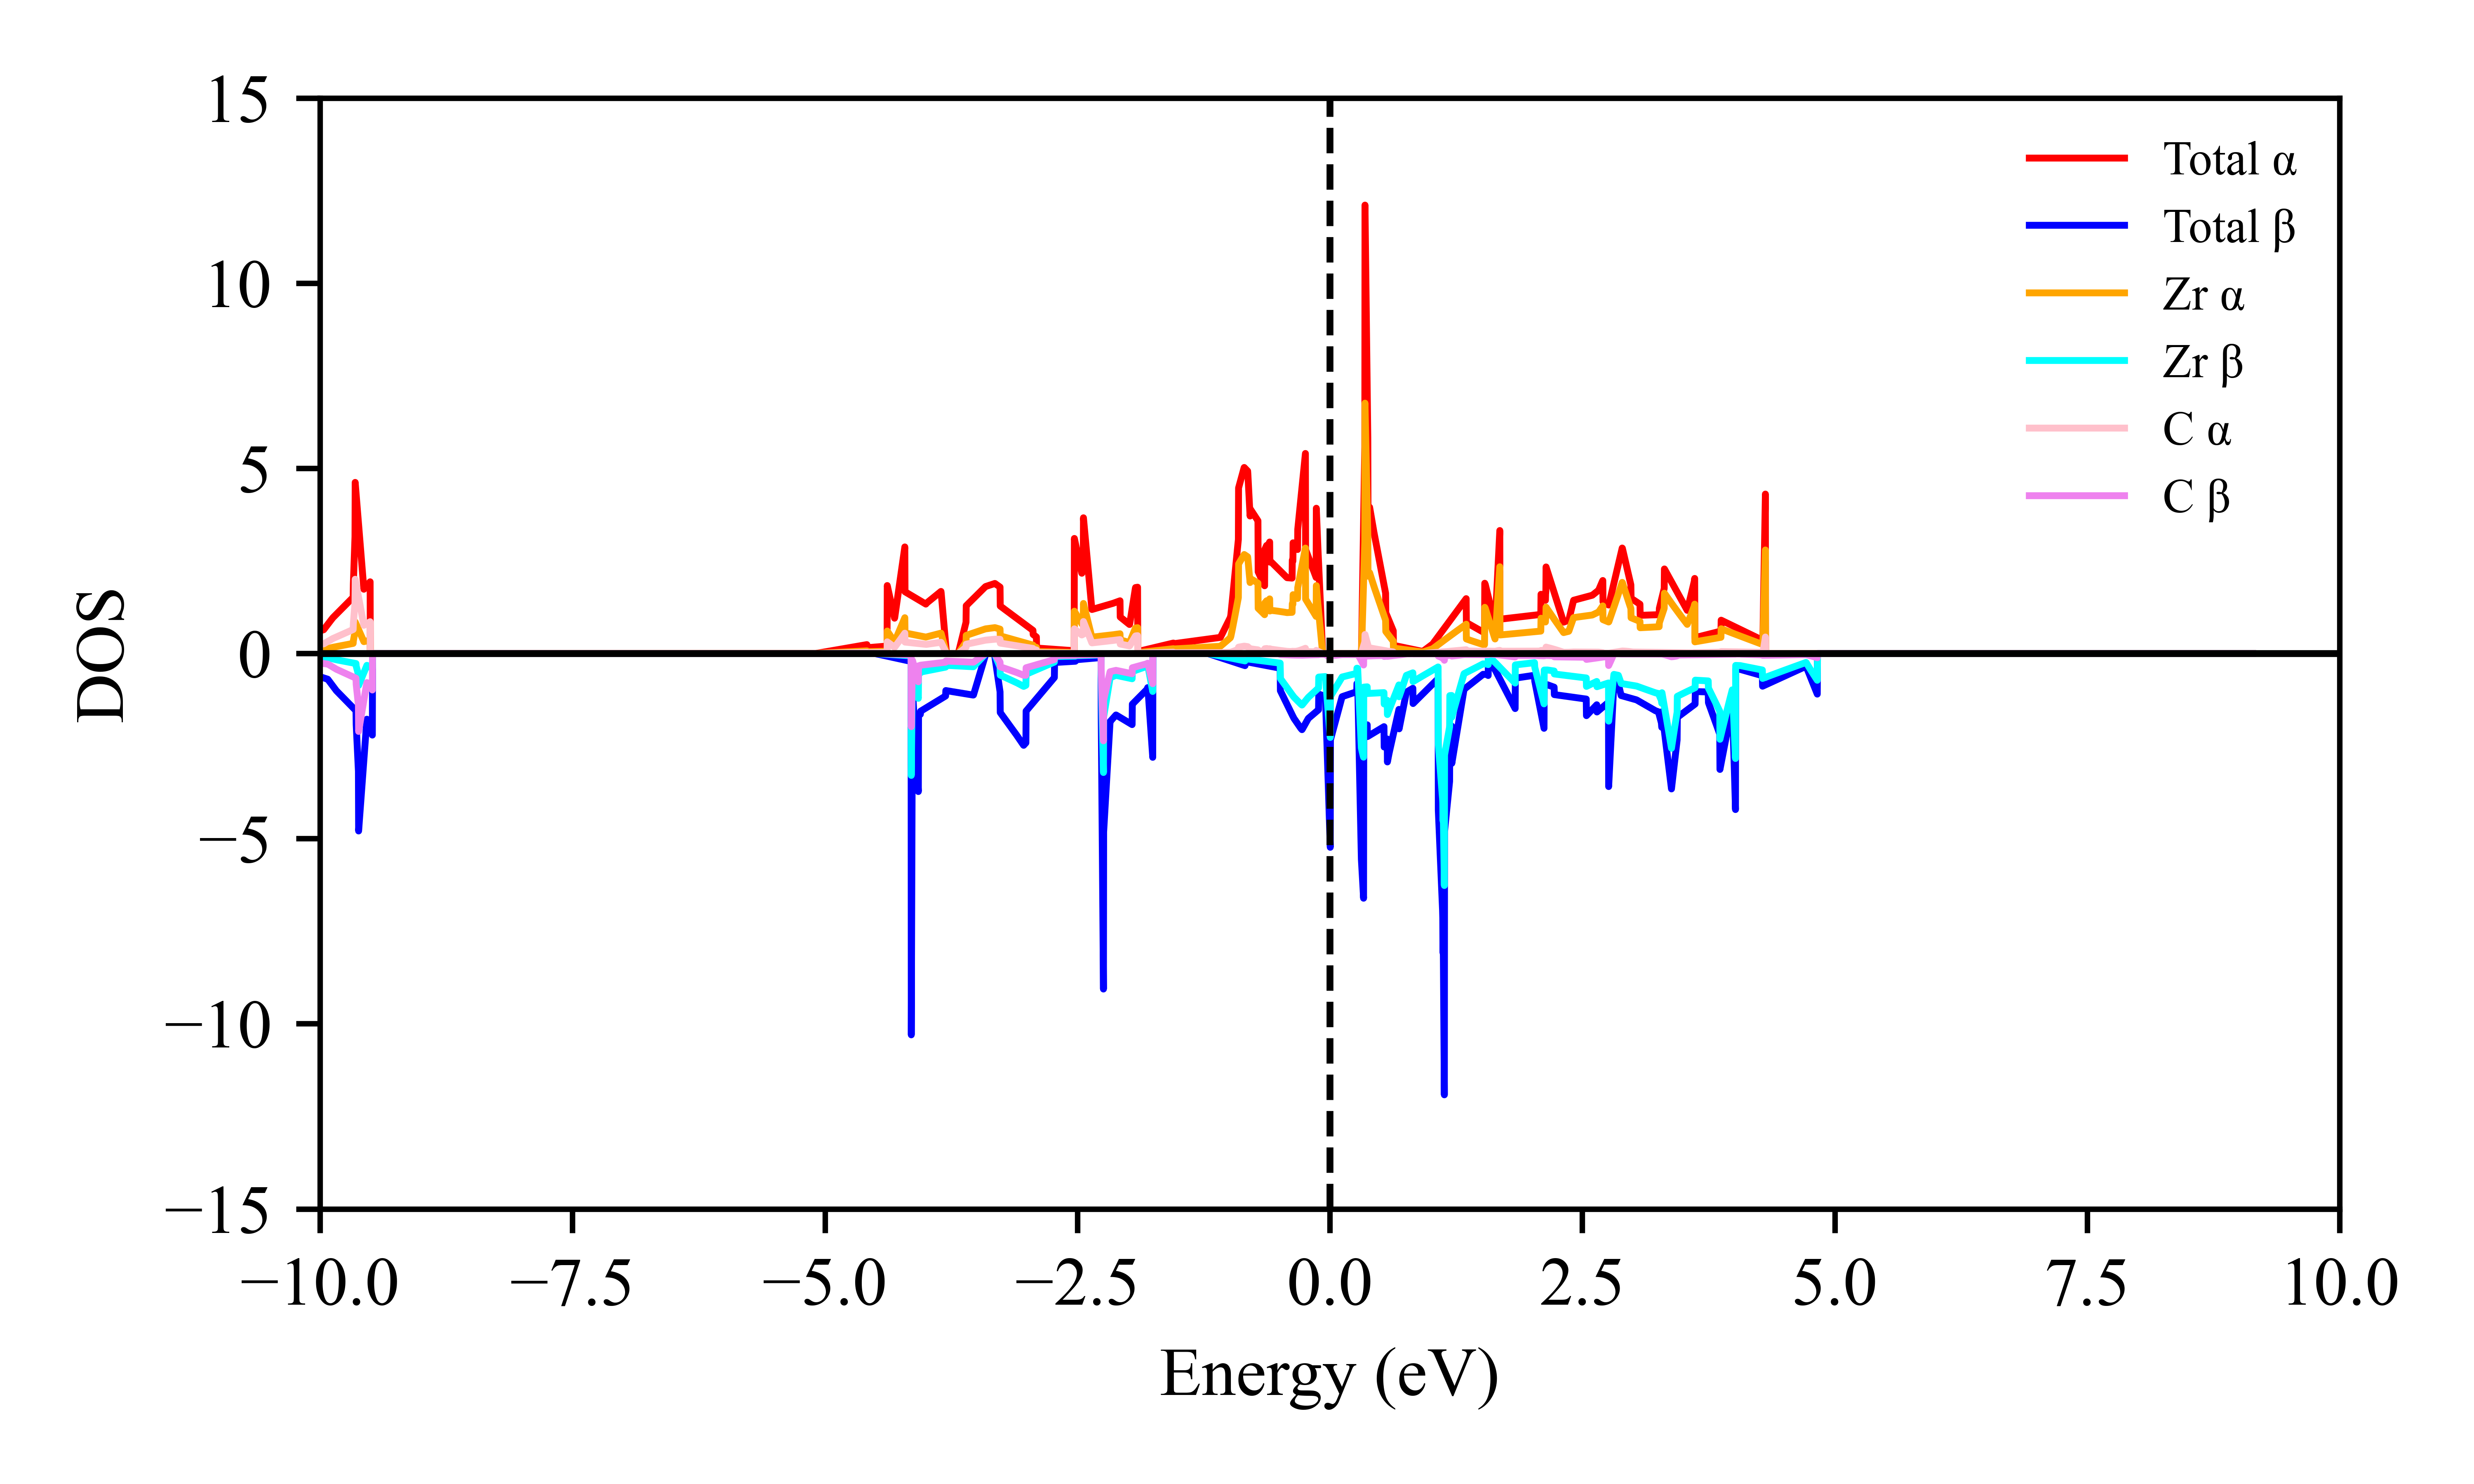 15
10
5
0
−5
−10
−15
DOS
−10.0 −7.5 −5.0 −2.5 0.0 2.5 5.0 7.5 10.0
Energy (eV)
Total α
Total β
Zr α
Zr β
C α
C β